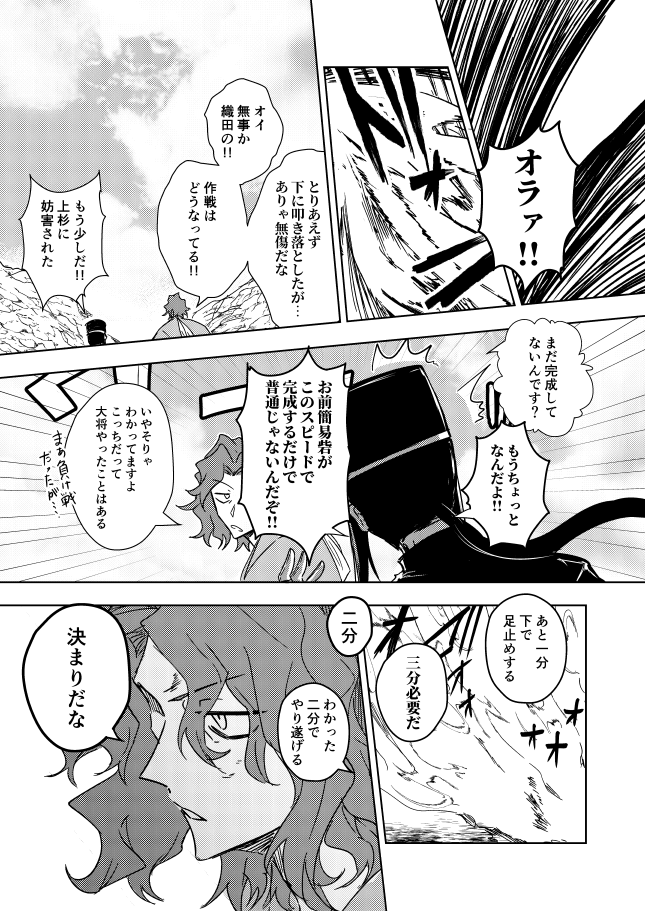 オラァ!!
とりあえず
下に叩き落としたが…
ありゃ無傷だな
オイ
無事か
織田の!!
作戦は
どうなってる!!
もう少しだ!!
上杉に
妨害された
まだ完成して
ないんです?
もうちょっと
なんだよ!!
お前簡易砦が
このスピードで
完成するだけで
普通じゃないんだぞ!!
いやそりゃ
わかってますよ
こっちだって
大将やったことはある
まぁ負け戦
だったが…
あと一分
下で
足止めする
三分必要だ
二分
わかった
二分で
やり遂げる
決まりだな